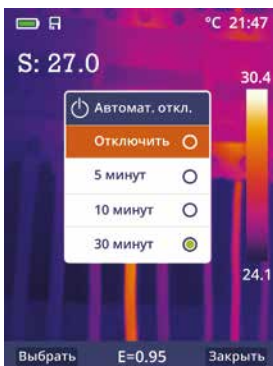 °C 21:47
S: 27.0
30.4
Автомат. откл.
Отключить
5 минут
10 минут
30 минут
24.1
Выбрать E=0.95 Закрыть